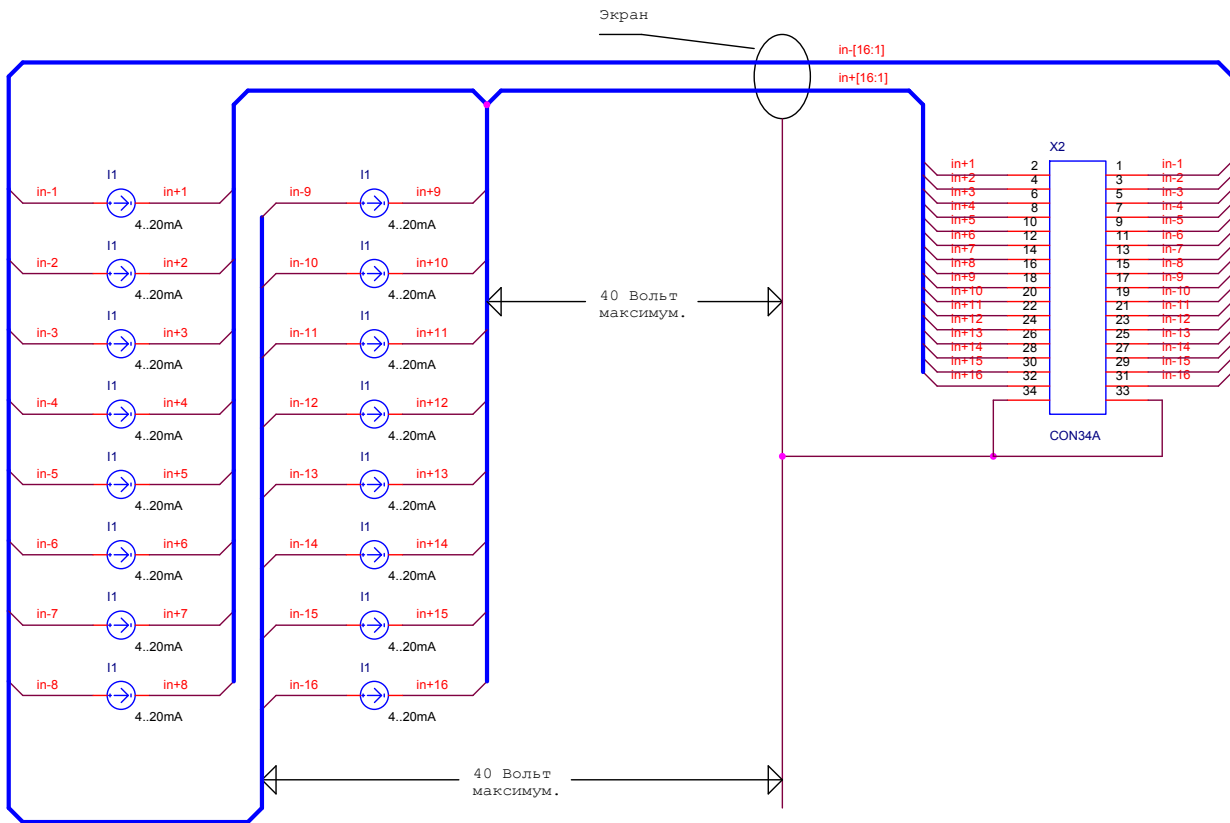 Экран
in-[16:1]
in+[16:1]
X2
in+1 2 1 in-1
in+2 4 3 in-2
in+3 6 5 in-3
in+4 8 7 in-4
in+5 10 9 in-5
in+6 12 11 in-6
in+7 14 13 in-7
in+8 16 15 in-8
in+9 18 17 in-9
in+10 20 19 in-10
in+11 22 21 in-11
in+12 24 23 in-12
in+13 26 25 in-13
in+14 28 27 in-14
in+15 30 29 in-15
in+16 32 31 in-16
34 33
CON34A
I1 I1
in-1 in+1 in-9 in+9
4..20mA 4..20mA
I1 I1
in-2 in+2 in-10 in+10
4..20mA 4..20mA
40 Вольт
максимум.
I1 I1
in-3 in+3 in-11 in+11
4..20mA 4..20mA
I1 I1
in-4 in+4 in-12 in+12
4..20mA 4..20mA
I1 I1
in-5 in+5 in-13 in+13
4..20mA 4..20mA
I1 I1
in-6 in+6 in-14 in+14
4..20mA 4..20mA
I1 I1
in-7 in+7 in-15 in+15
4..20mA 4..20mA
I1 I1
in-8 in+8 in-16 in+16
4..20mA 4..20mA
40 Вольт
максимум.